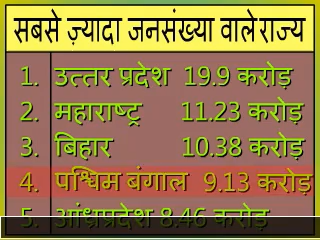 सबसे ज़्यादा जनसंख्या वाले राज्य
1. उत्तर प्रदेश 19.9 करोड़
2. महाराष्ट्र 11.23 करोड़
3. बिहार 10.38 करोड़
4. पश्चिम बंगाल 9.13 करोड़
5. आंध्रप्रदेश 8.46 करोड़